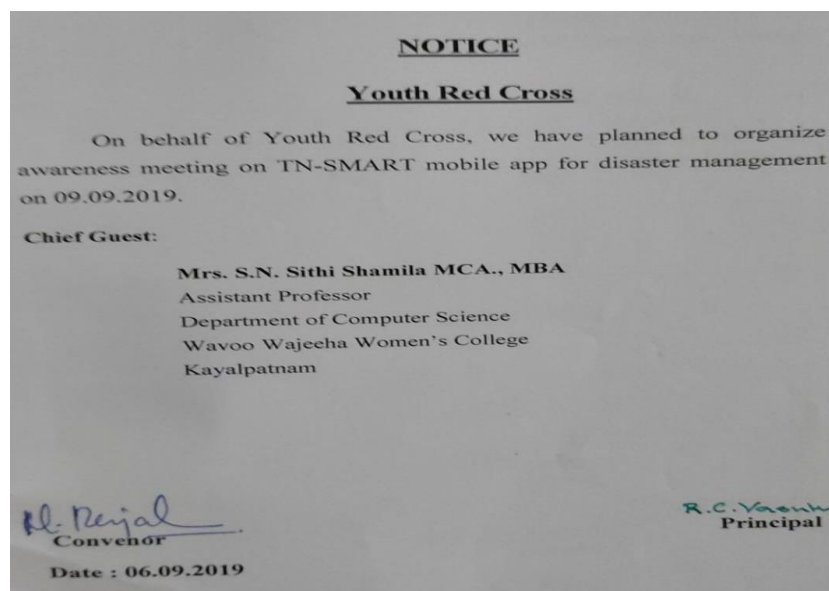 NOTICE
Youth Red Cross
On behalf of Youth Red Cross, we have planned to organize
awareness meeting on TN-SMART mobile app for disaster management
on 09.09.2019.
Chief Guest:
Mrs. S.N. Sithi Shamila MCA., MBA
Assistant Professor
Department of Computer Science
Wavoo Wajeeha Women's College
Kayalpatnam
R.C.
Convenor
Principal
Date : 06.09.2019